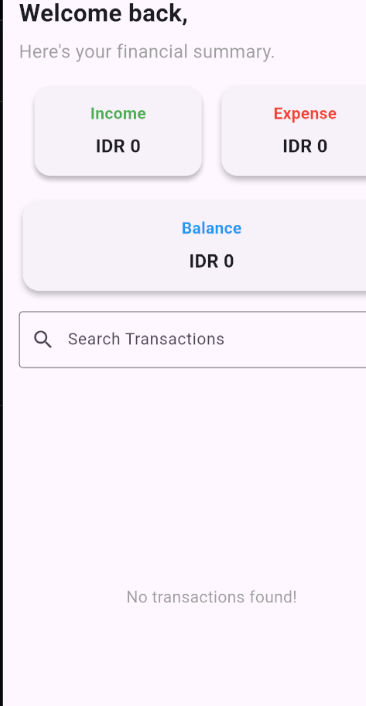 Welcome back,
Here's your financial summary.
Income
IDR 0
Expense
IDR 0
Balance
IDR 0
Search Transactions
No transactions found!